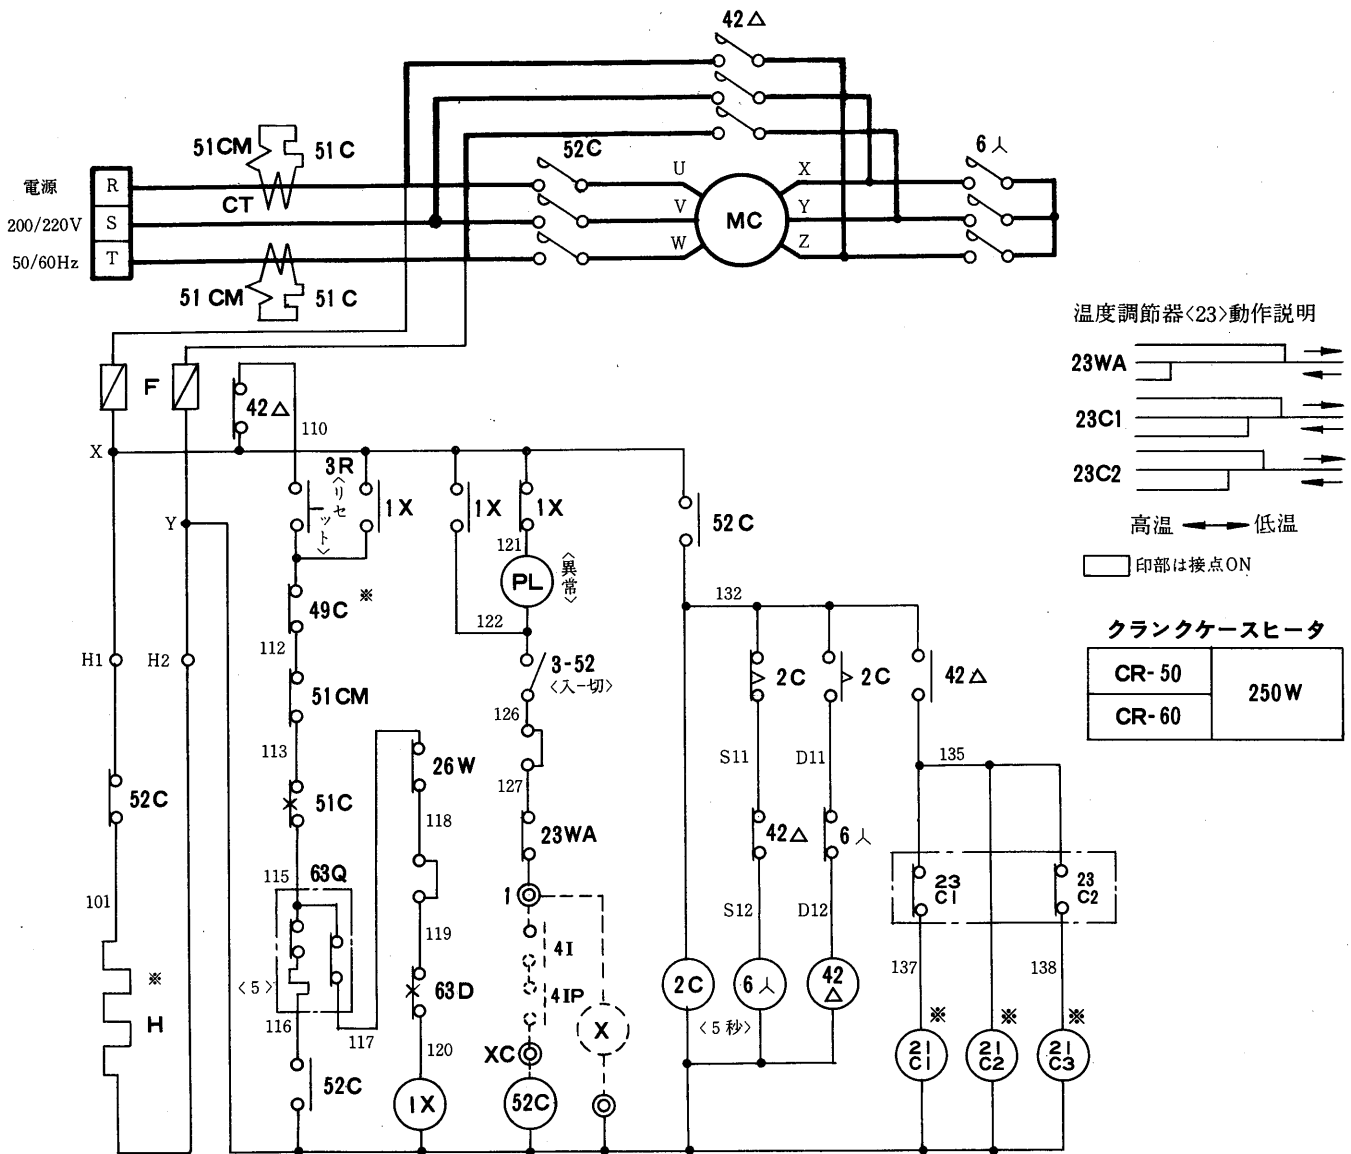 42△
51CM
51C
52C
6人
電源
R
CT
U
X
200/220V
S
V
MC
Y
50/60Hz
T
W
Z
51CM
51C
温度調節器〈23〉動作説明
23WA
23C1
23C2
高温
低温
印部は接点ON
クランクケースヒータ
CR-50
CR-60
250W
F
42△
110
X
3R
〈リセット〉
1X
1X
1X
52C
Y
121
PL
〈異常〉
49C
※
122
132
112
H1
H2
3-52
〈入-切〉
2C
2C
42△
51CM
126
113
26W
S11
D11
135
127
52C
51C
118
23WA
42△
6人
115
63Q
1
23
C1
23
C2
101
119
4I
S12
D12
137
138
〈5〉
63D
4IP
2C
6人
42
△
※
H
116
117
120
XC
X
〈5秒〉
※
※
※
52C
1X
52C
21
C1
21
C2
21
C3